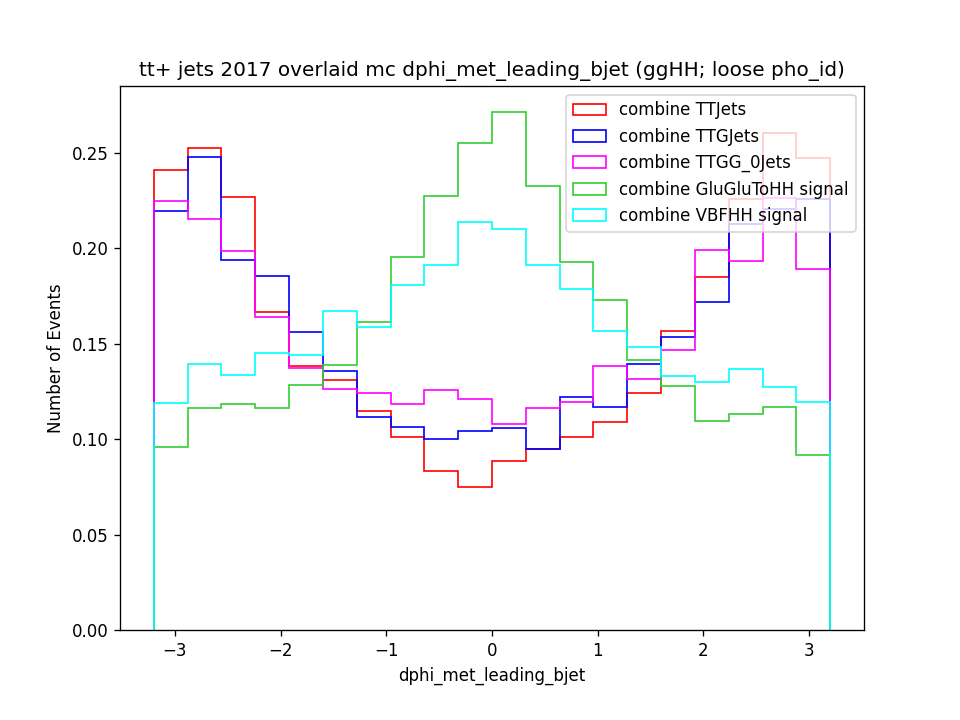 tt+ jets 2017 overlaid mc dphi_met_leading_bjet (ggHH; loose pho_id)
combine TTJets
combine TTGJets
combine TTGG_0Jets
combine GluGluToHH signal
combine VBFHH signal
Number of Events
0.25
0.20
0.15
0.10
0.05
0.00
−3 −2 −1 0 1 2 3
dphi_met_leading_bjet